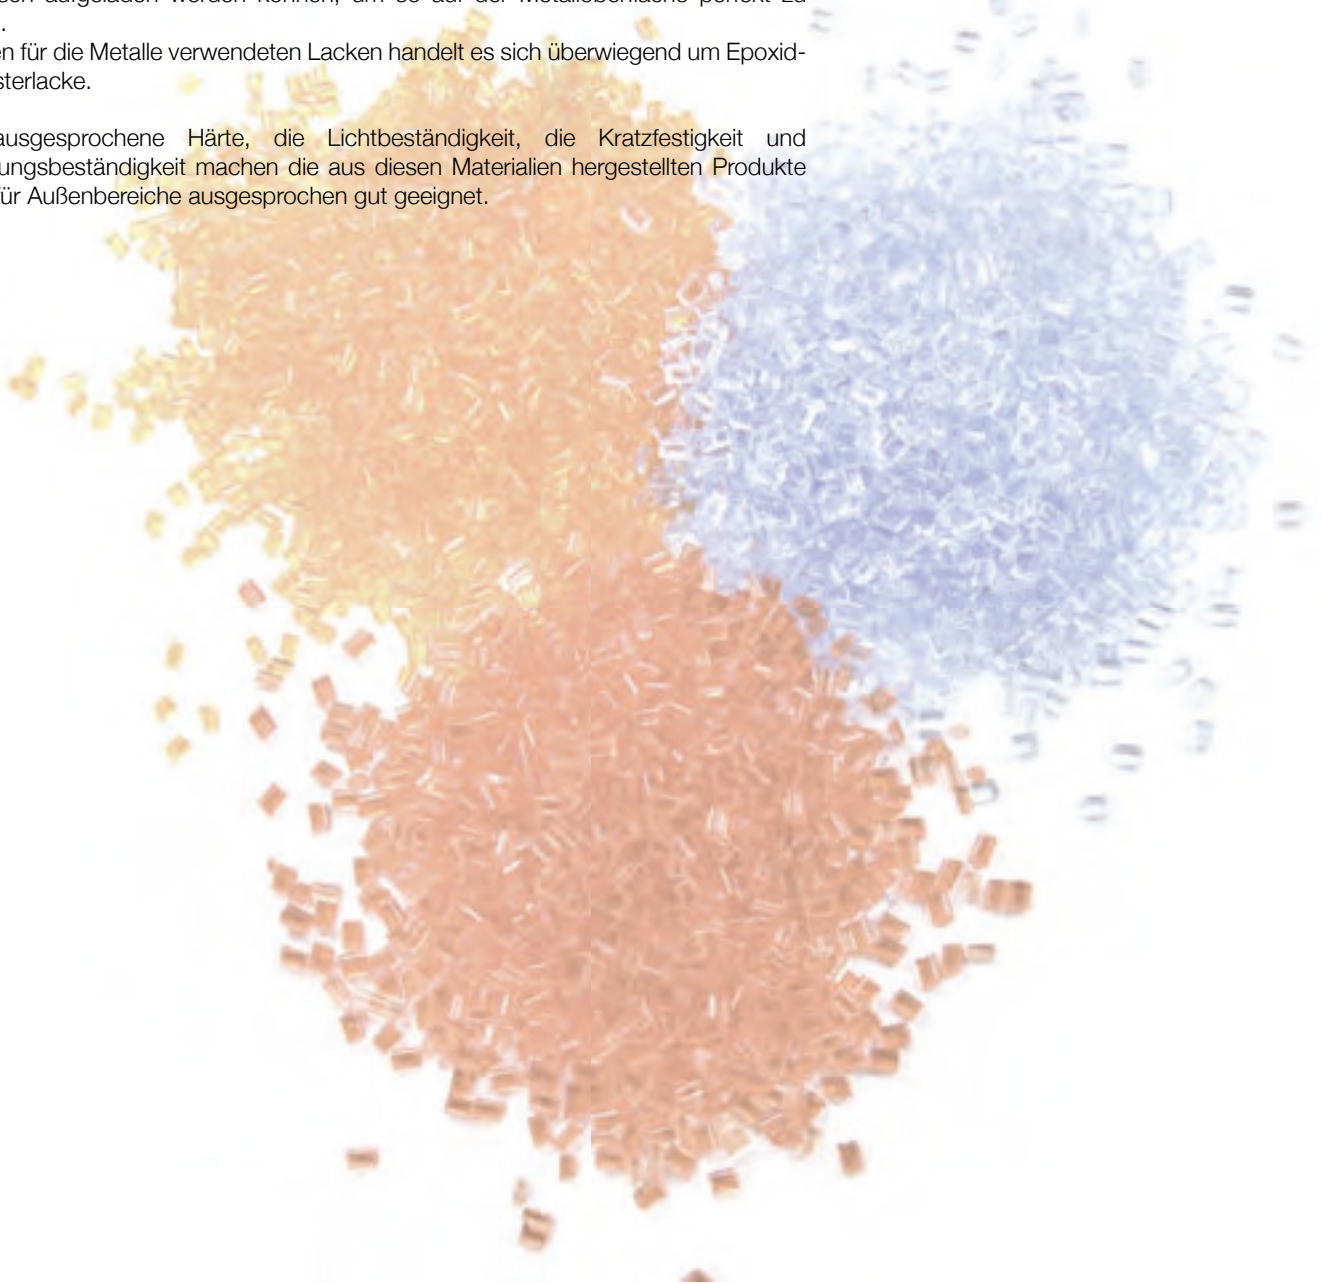 aufgeladen werden können, um so auf der Metalloberfläche perfekt zu
.
en für die Metalle verwendeten Lacken handelt es sich überwiegend um Epoxid-
sterlacke.
ausgesprochene Härte, die Lichtbeständigkeit, die Kratzfestigkeit und
ungsbeständigkeit machen die aus diesen Materialien hergestellten Produkte
für Außenbereiche ausgesprochen gut geeignet.